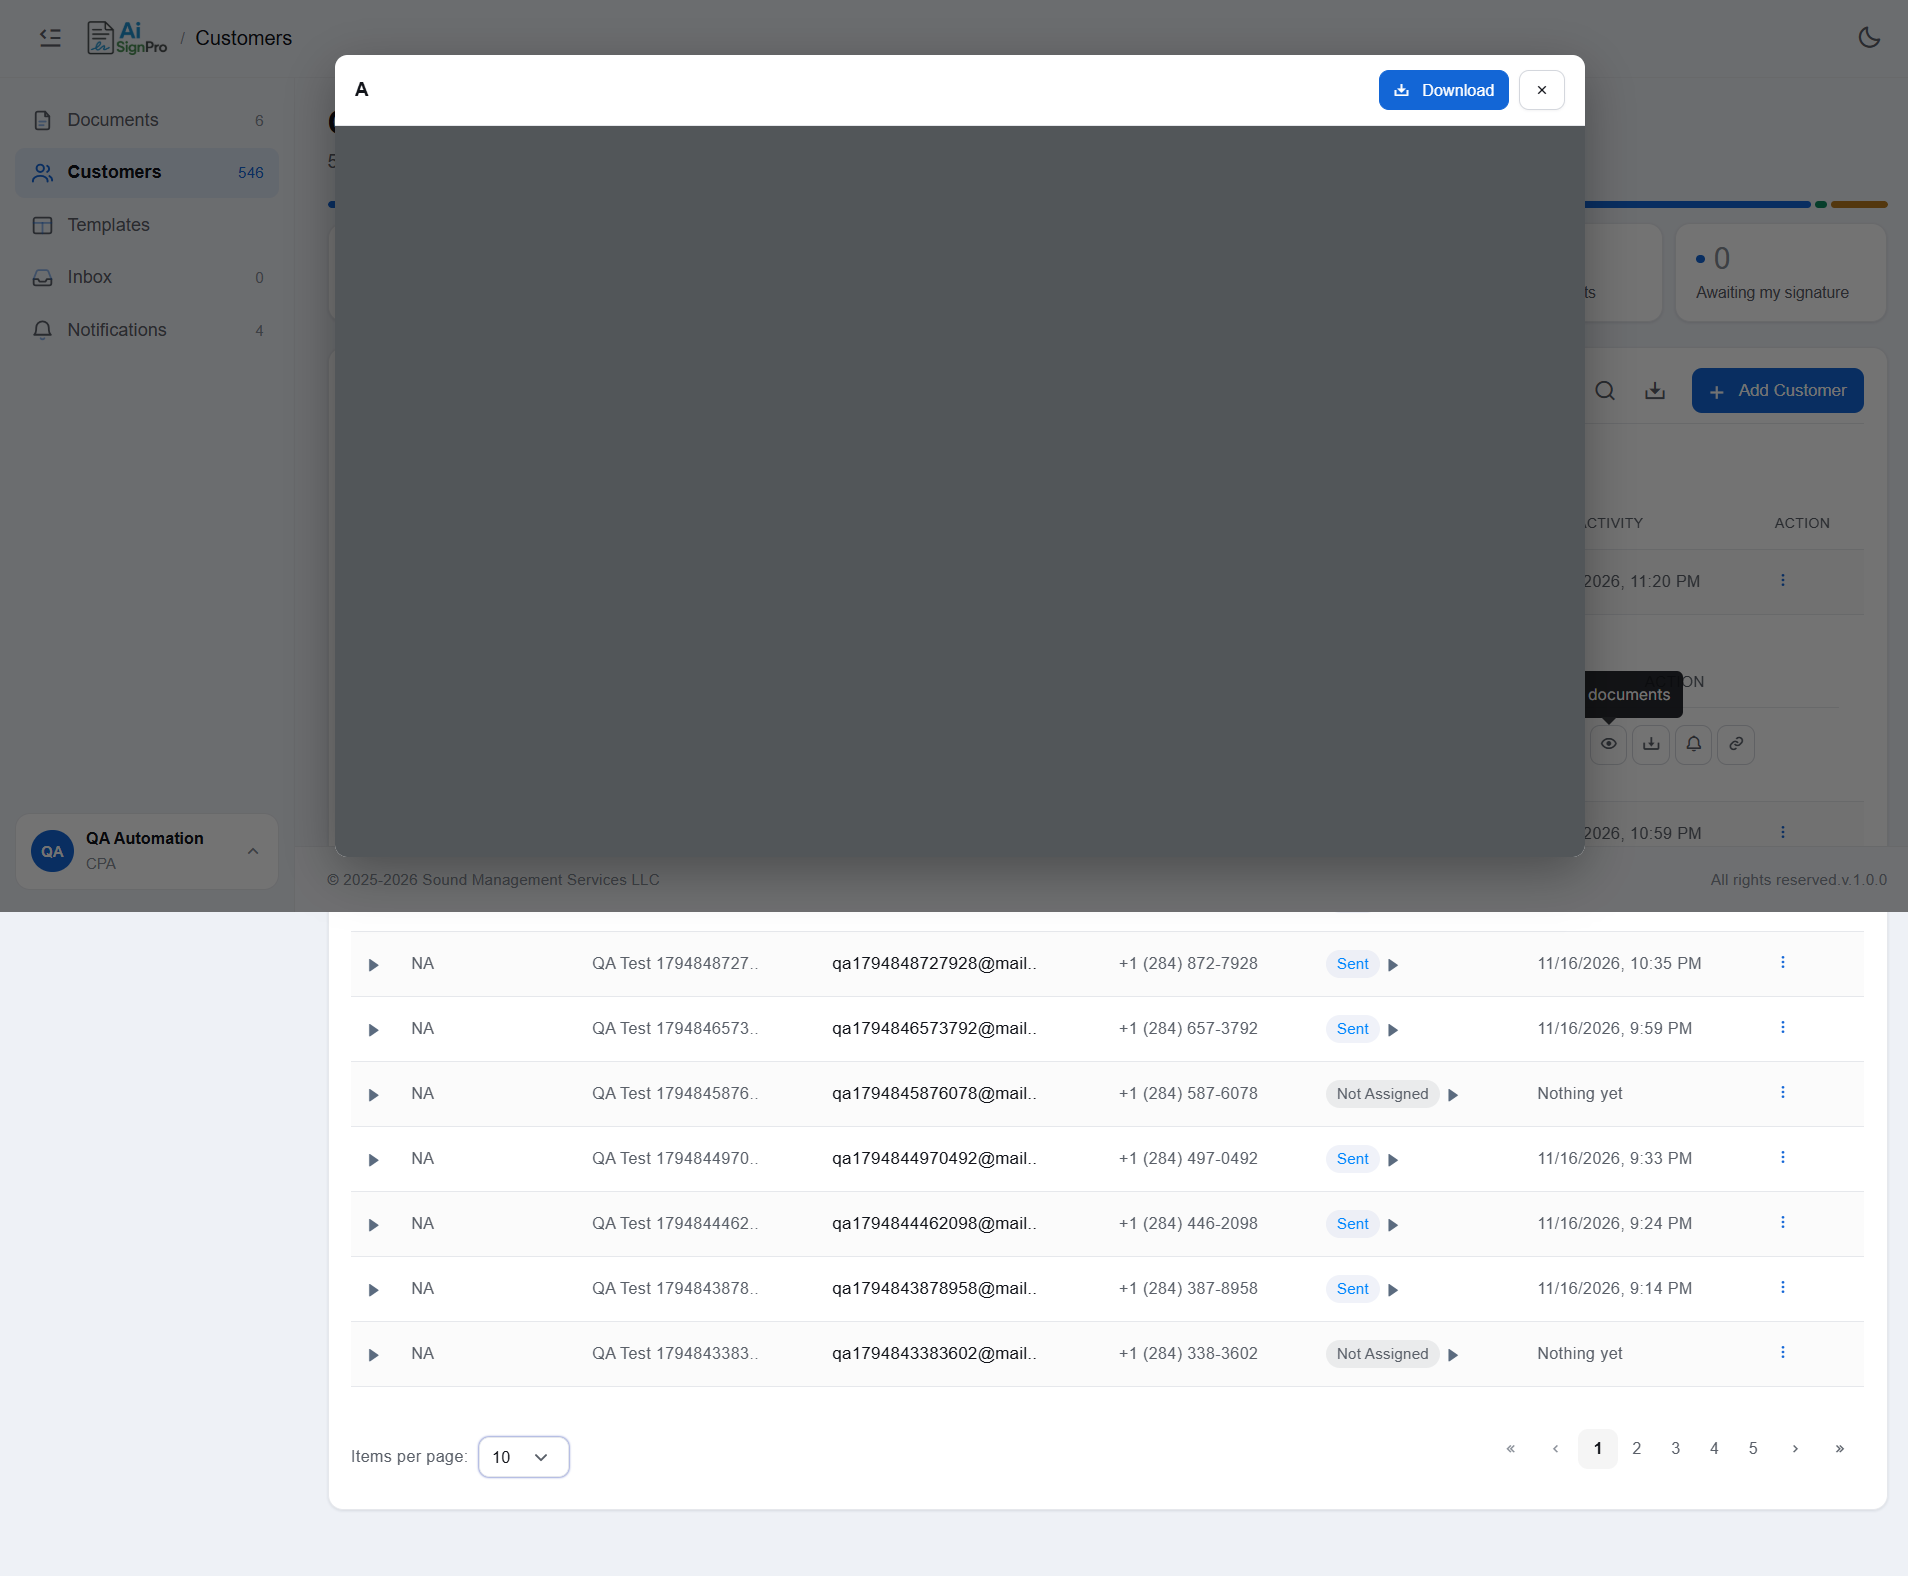 Ai
SignPro
/ Customers
A
Download
Documents 6
Customers 546
Templates
Inbox 0
Notifications 4
0
Awaiting my signature
Add Customer
ACTION
2026, 11:20 PM
ACTION
documents
2026, 10:59 PM
QA
QA Automation
CPA
© 2025-2026 Sound Management Services LLC
All rights reserved.v.1.0.0
NA QA Test 1794848727.. qa1794848727928@mail.. +1 (284) 872-7928 Sent 11/16/2026, 10:35 PM
NA QA Test 1794846573.. qa1794846573792@mail.. +1 (284) 657-3792 Sent 11/16/2026, 9:59 PM
NA QA Test 1794845876.. qa1794845876078@mail.. +1 (284) 587-6078 Not Assigned Nothing yet
NA QA Test 1794844970.. qa1794844970492@mail.. +1 (284) 497-0492 Sent 11/16/2026, 9:33 PM
NA QA Test 1794844462.. qa1794844462098@mail.. +1 (284) 446-2098 Sent 11/16/2026, 9:24 PM
NA QA Test 1794843878.. qa1794843878958@mail.. +1 (284) 387-8958 Sent 11/16/2026, 9:14 PM
NA QA Test 1794843383.. qa1794843383602@mail.. +1 (284) 338-3602 Not Assigned Nothing yet
Items per page: 10
« ‹ 1 2 3 4 5 › »